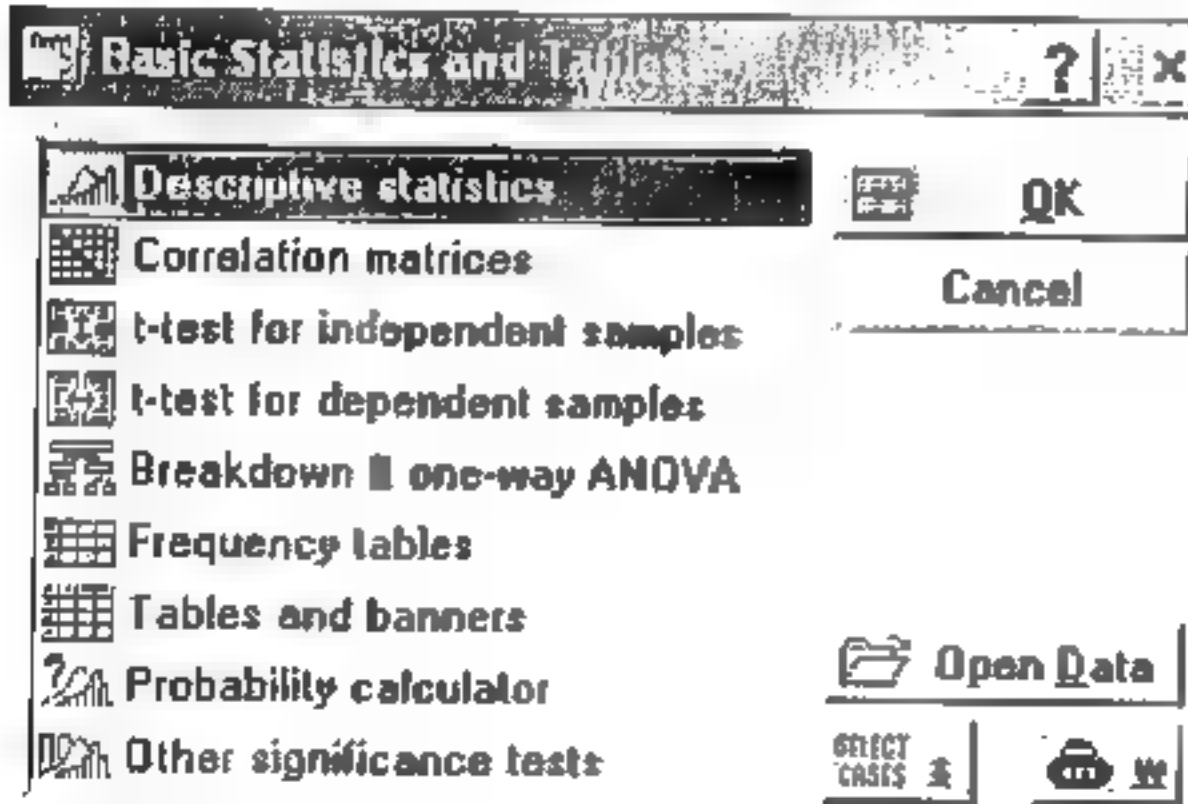 Basic Statistics and Tables ? ×
Descriptive statistics
Correlation matrices
t-test for independent samples
t-test for dependent samples
Breakdown & one-way ANOVA
Frequency tables
Tables and banners
Probability calculator
Other significance tests
OK
Cancel
Open Data
SELECT CASES S
W